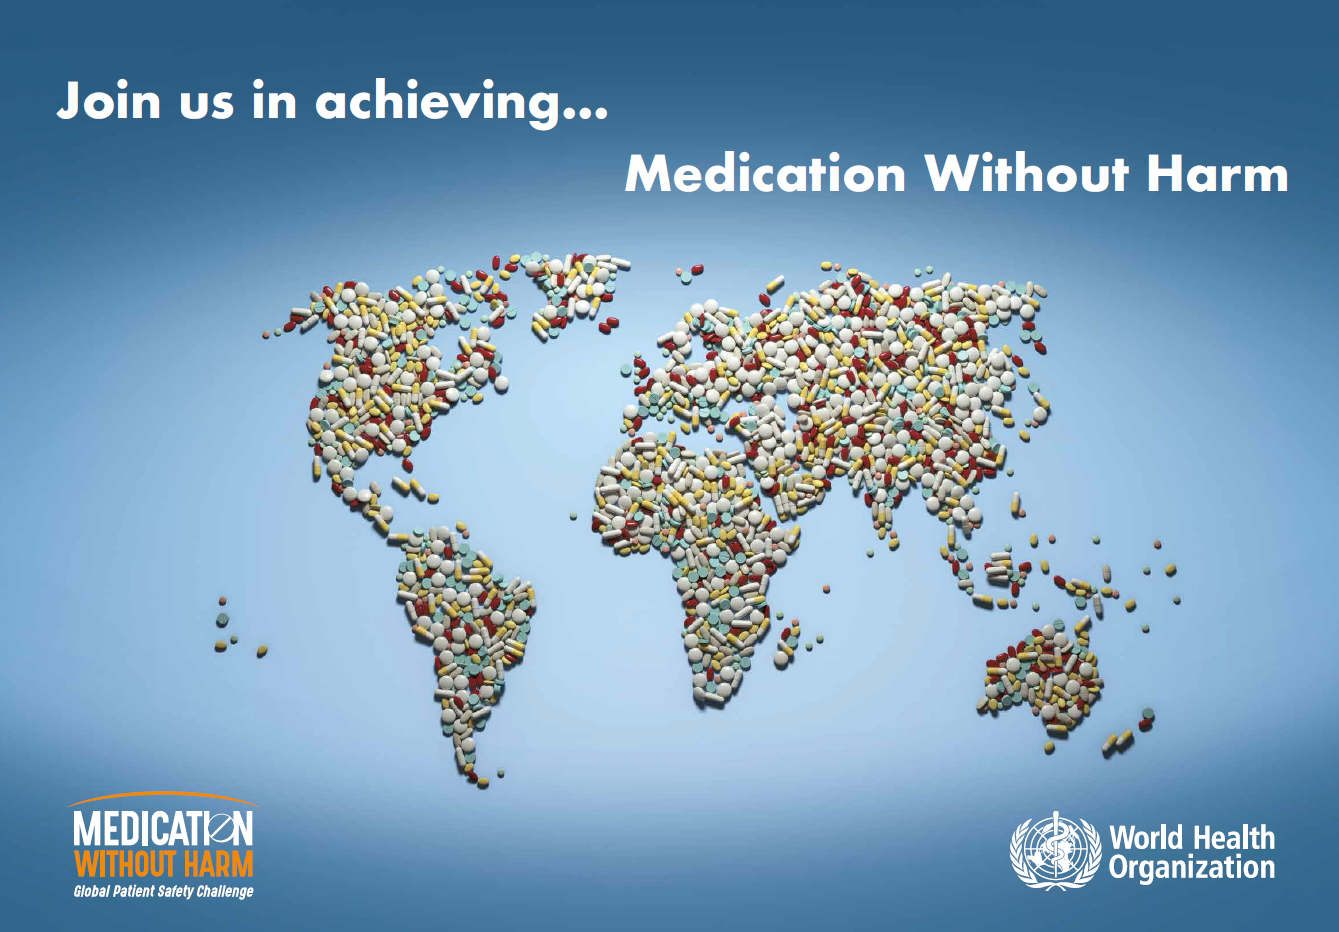 Join us in achieving...
Medication Without Harm
MEDICATION
WITHOUT HARM
Global Patient Safety Challenge
World Health
Organization